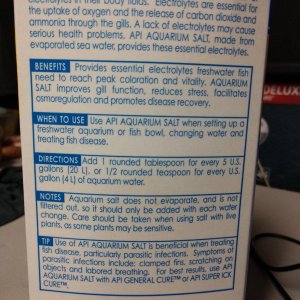 electrolytes in their body fluids. Electrolytes are essential for
the uptake of oxygen and the release of carbon dioxide and
ammonia through the gills. A lack of electrolytes may cause
serious health problems. API AQUARIUM SALT, made from
evaporated sea water, provides these essential electrolytes.
BENEFITS Provides essential electrolytes freshwater fish
need to reach peak coloration and vitality. AQUARIUM
SALT improves gill function, reduces stress, facilitates
osmoregulation and promotes disease recovery.
WHEN TO USE Use API AQUARIUM SALT when setting up a
freshwater aquarium or fish bowl, changing water and
treating fish disease.
DIRECTIONS Add 1 rounded tablespoon for every 5 U.S.
gallons (20 L), or 1/2 rounded teaspoon for every U.S.
gallon (4 L) of aquarium water.
NOTES Aquarium salt does not evaporate, and is not
filtered out, so it should only be added with each water
change. Care should be taken when using salt with live
plants, as some plants may be sensitive.
TIP Use of API AQUARIUM SALT is beneficial when treating
fish disease, particularly parasitic infections. Symptoms of
parasitic infections include: clamped fins, scratching on
objects and labored breathing. For best results, use API
AQUARIUM SALT with API GENERAL CURE™ or API SUPER ICK
CURE™.
DELUXE